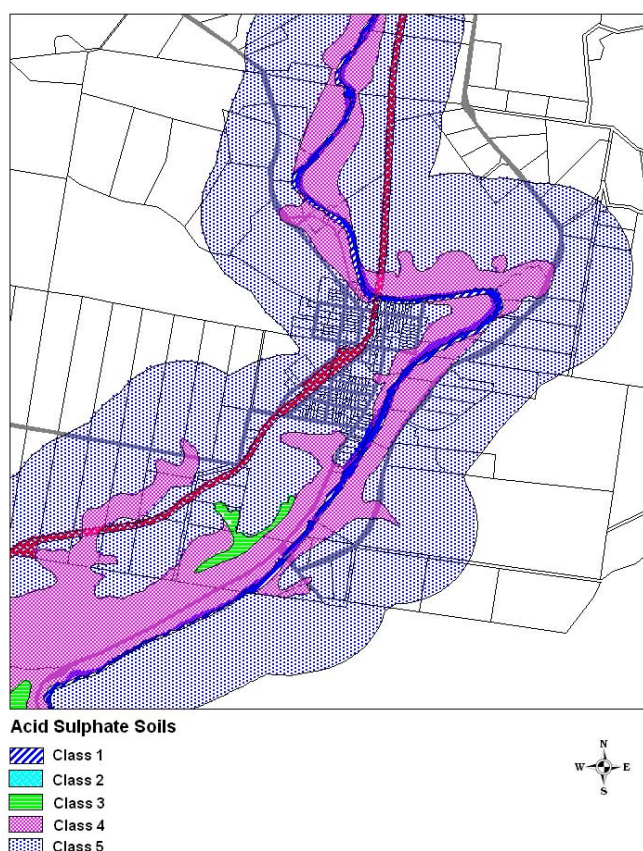 Acid Sulphate Soils
Class 1
Class 2
Class 3
Class 4
Class 5
N
W E
S